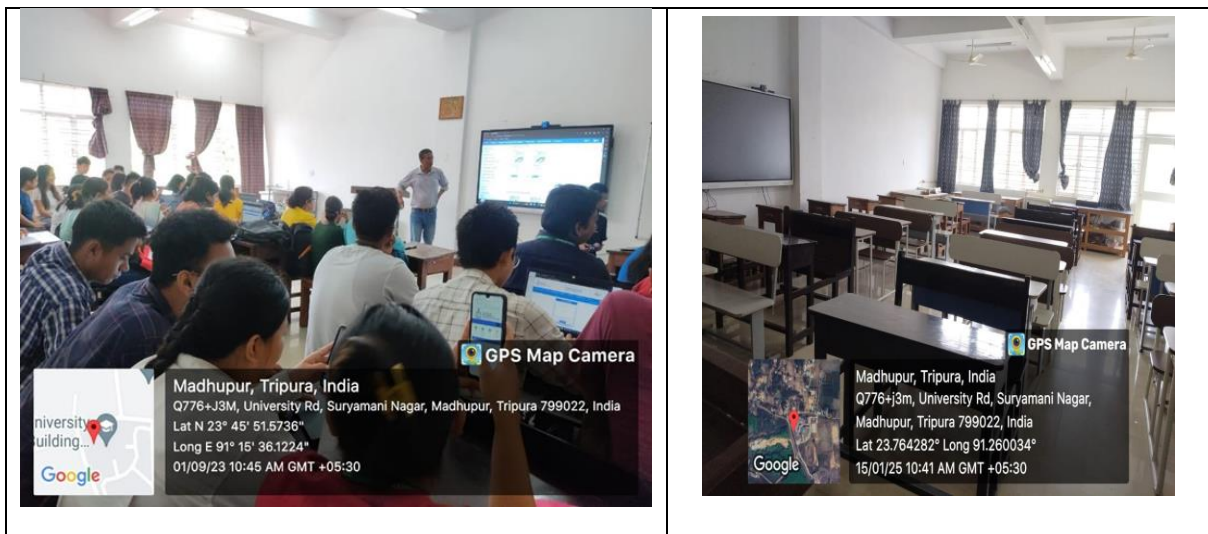 GPS Map Camera
niversity
uilding...
Google
Madhupur, Tripura, India
Q776+J3M, University Rd, Suryamani Nagar, Madhupur, Tripura 799022, India
Lat N 23° 45' 51.5736"
Long E 91° 15' 36.1224"
01/09/23 10:45 AM GMT +05:30
GPS Map Camera
Google
Madhupur, Tripura, India
Q776+j3m, University Rd, Suryamani Nagar,
Madhupur, Tripura 799022, India
Lat 23.764282° Long 91.260034°
15/01/25 10:41 AM GMT +05:30